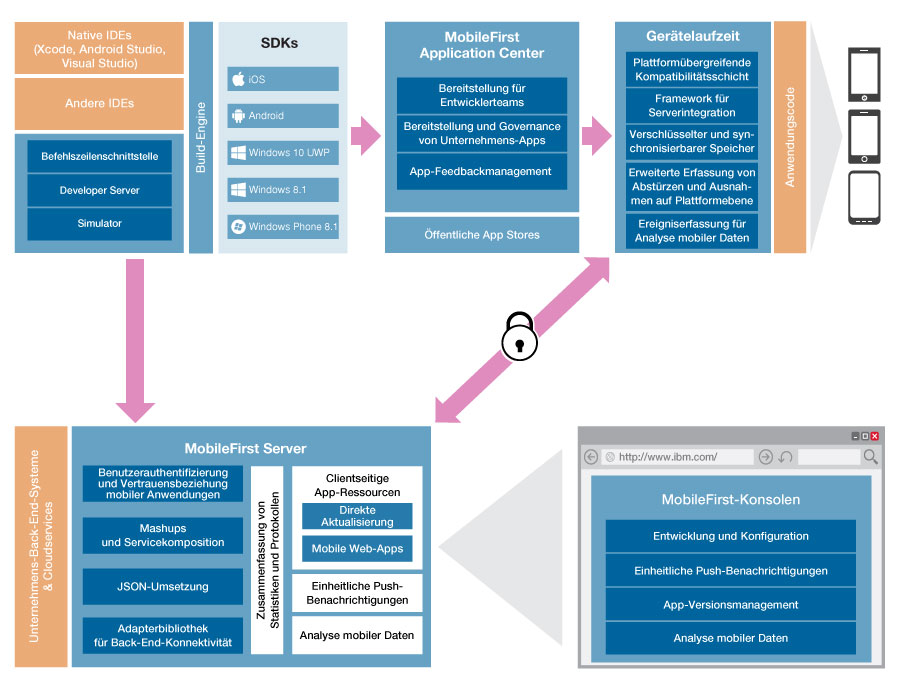 Native IDEs
(Xcode, Android Studio,
Visual Studio)
Andere IDEs
Befehlszeilenschnittstelle
Developer Server
Simulator
Build-Engine
SDKs
iOS
Android
Windows 10 UWP
Windows 8.1
Windows Phone 8.1
MobileFirst
Application Center
Bereitstellung für
Entwicklerteams
Bereitstellung und Governance
von Unternehmens-Apps
App-Feedbackmanagement
Öffentliche App Stores
Gerätelaufzeit
Plattformübergreifende
Kompatibilitätsschicht
Framework für
Serverintegration
Verschlüsselter und syn-
chronisierbarer Speicher
Erweiterte Erfassung von
Abstürzen und Ausnah-
men auf Plattformebene
Ereigniserfassung für
Analyse mobiler Daten
Anwendungscode
Unternehmens-Back-End-Systeme
& Cloudservices
MobileFirst Server
Benutzerauthentifizierung
und Vertrauensbeziehung
mobiler Anwendungen
Mashups
und Servicekomposition
JSON-Umsetzung
Adapterbibliothek
für Back-End-Konnektivität
Zusammenfassung von
Statistiken und Protokollen
Clientseitige
App-Ressourcen
Direkte
Aktualisierung
Mobile Web-Apps
Einheitliche Push-
Benachrichtigungen
Analyse mobiler Daten
http://www.ibm.com/
MobileFirst-Konsolen
Entwicklung und Konfiguration
Einheitliche Push-Benachrichtigungen
App-Versionsmanagement
Analyse mobiler Daten